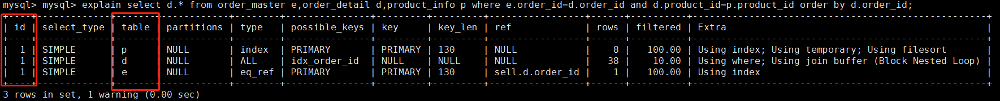 mysql> mysql> explain select d.* from order_master e,order_detail d,product_info p where e.order_id=d.order_id and d.product_id=p.product_id order by d.order_id;
| id | select_type | table | partitions | type | possible_keys | key | key_len | ref | rows | filtered | Extra |
| 1 | SIMPLE | p | NULL | index | PRIMARY | PRIMARY | 130 | NULL | 8 | 100.00 | Using index; Using temporary; Using filesort |
| 1 | SIMPLE | d | NULL | ALL | idx_order_id | NULL | NULL | NULL | 38 | 10.00 | Using where; Using join buffer (Block Nested Loop) |
| 1 | SIMPLE | e | NULL | eq_ref | PRIMARY | PRIMARY | 130 | sell.d.order_id | 1 | 100.00 | Using index |
3 rows in set, 1 warning (0.00 sec)